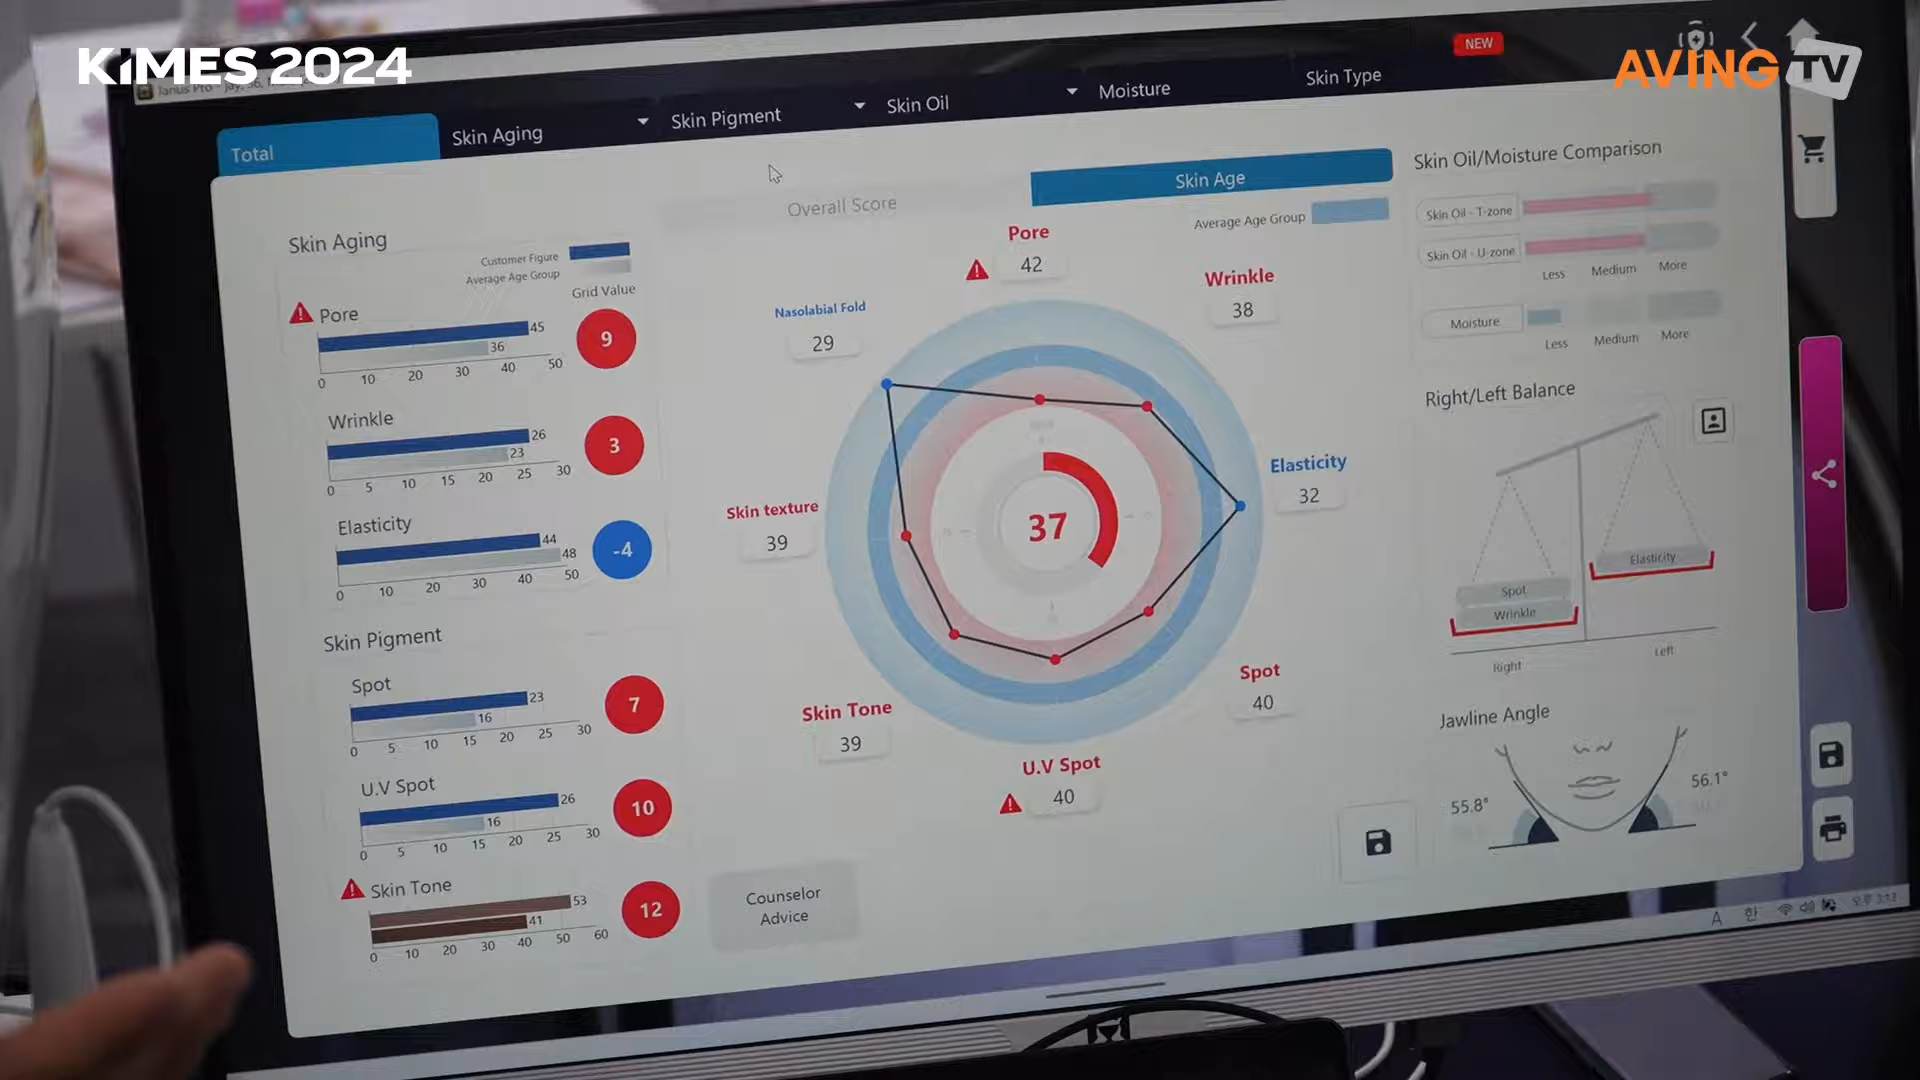 KIMES 2024
AVING TV
Janus Pro
NEW
Total
Skin Aging
Skin Pigment
Skin Oil
Moisture
Skin Type
Overall Score
Skin Age
Average Age Group
Skin Aging
Customer Figure
Average Age Group
Grid Value
Pore
45
36
9
0 10 20 30 40 50
Wrinkle
26
23
3
0 5 10 15 20 25 30
Elasticity
44
48
-4
0 10 20 30 40 50
Skin Pigment
Spot
23
16
7
0 5 10 15 20 25 30
U.V Spot
26
16
10
0 5 10 15 20 25 30
Skin Tone
53
41
12
0 10 20 30 40 50 60
Pore
42
Wrinkle
38
Nasolabial Fold
29
Elasticity
32
Skin texture
39
37
Spot
40
Skin Tone
39
U.V Spot
40
Counselor
Advice
Skin Oil/Moisture Comparison
Skin Oil - T-zone
Skin Oil - U-zone
Less Medium More
Moisture
Less Medium More
Right/Left Balance
Elasticity
Spot
Wrinkle
Right
Left
Jawline Angle
55.8°
56.1°
A 한 오후 3:13